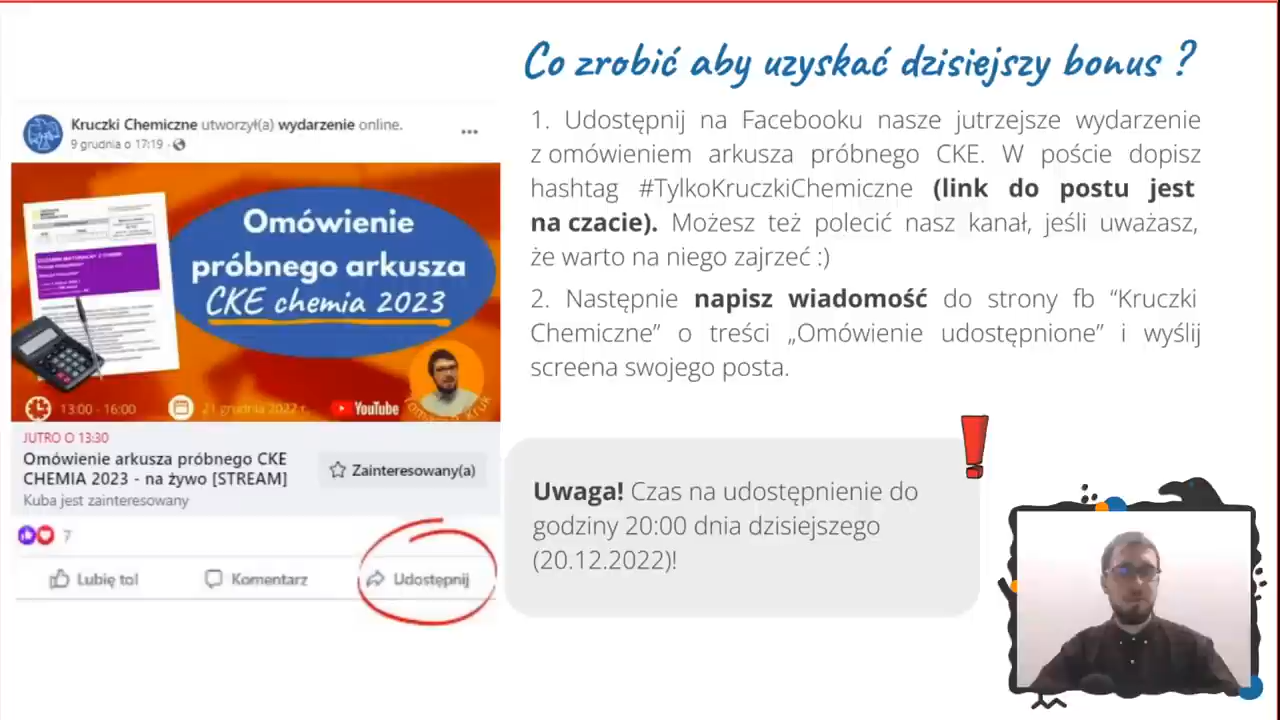 Co zrobić aby uzyskać dzisiejszy bonus ?
Kruczki Chemiczne utworzył(a) wydarzenie online.
9 grudnia o 17:19 ·
Omówienie
próbnego arkusza
CKE chemia 2023
13:00 - 16:00
21 grudnia 2022 r.
YouTube
JUTRO O 13:30
Omówienie arkusza próbnego CKE
CHEMIA 2023 - na żywo [STREAM]
Kuba jest zainteresowany
Zainteresowany(a)
7
Lubię to!
Komentarz
Udostępnij
1. Udostępnij na Facebooku nasze jutrzejsze wydarzenie
z omówieniem arkusza próbnego CKE. W poście dopisz
hashtag #TylkoKruczkiChemiczne (link do postu jest
na czacie). Możesz też polecić nasz kanał, jeśli uważasz,
że warto na niego zajrzeć :)
2. Następnie napisz wiadomość do strony fb “Kruczki
Chemiczne” o treści „Omówienie udostępnione” i wyślij
screena swojego posta.
Uwaga! Czas na udostępnienie do
godziny 20:00 dnia dzisiejszego
(20.12.2022)!